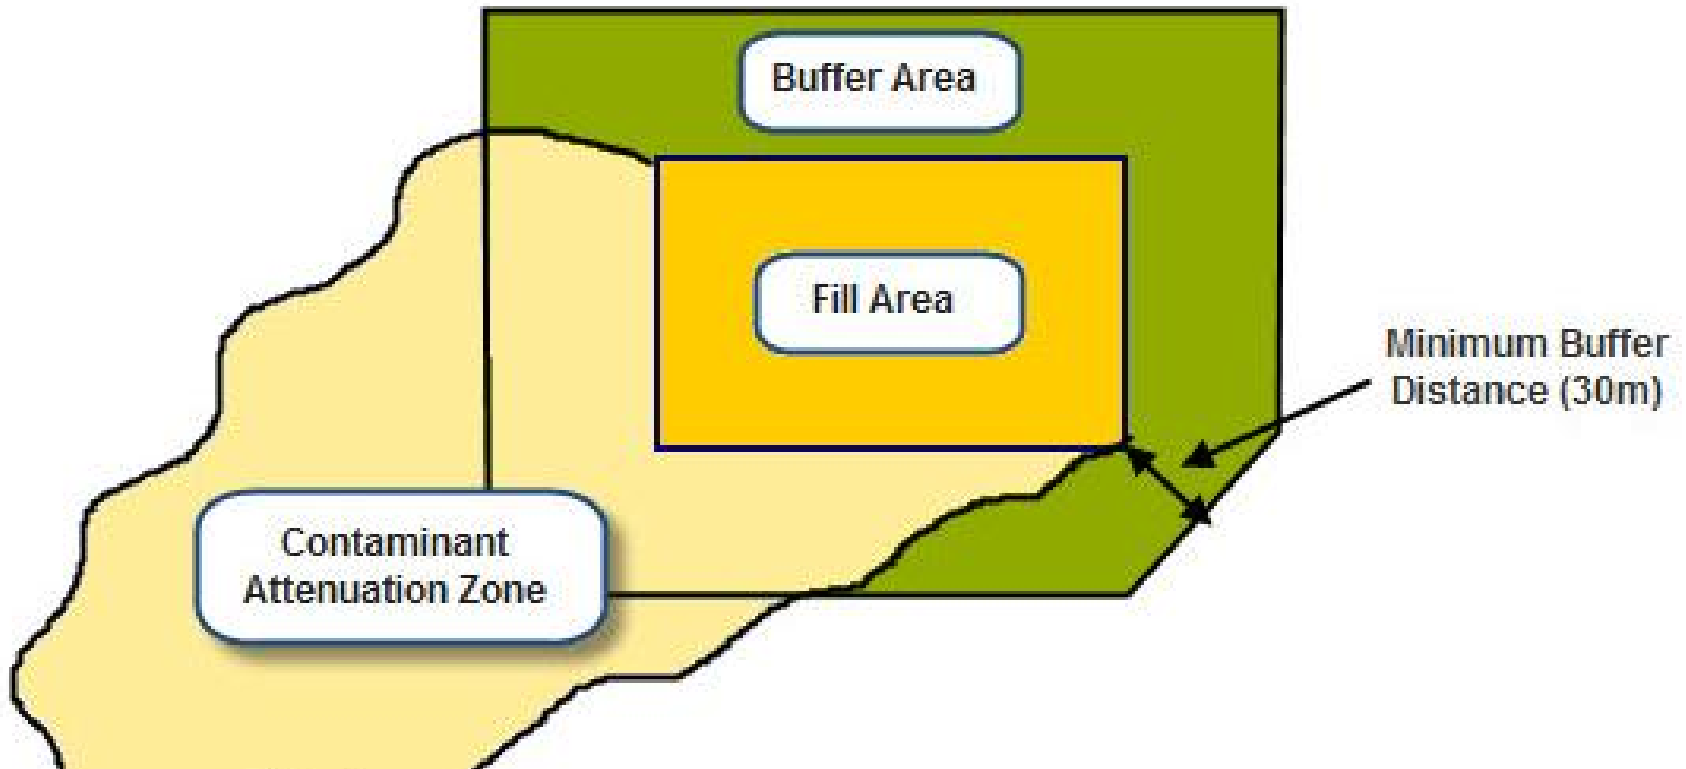 Buffer Area
Fill Area
Minimum Buffer
Distance (30m)
Contaminant
Attenuation Zone